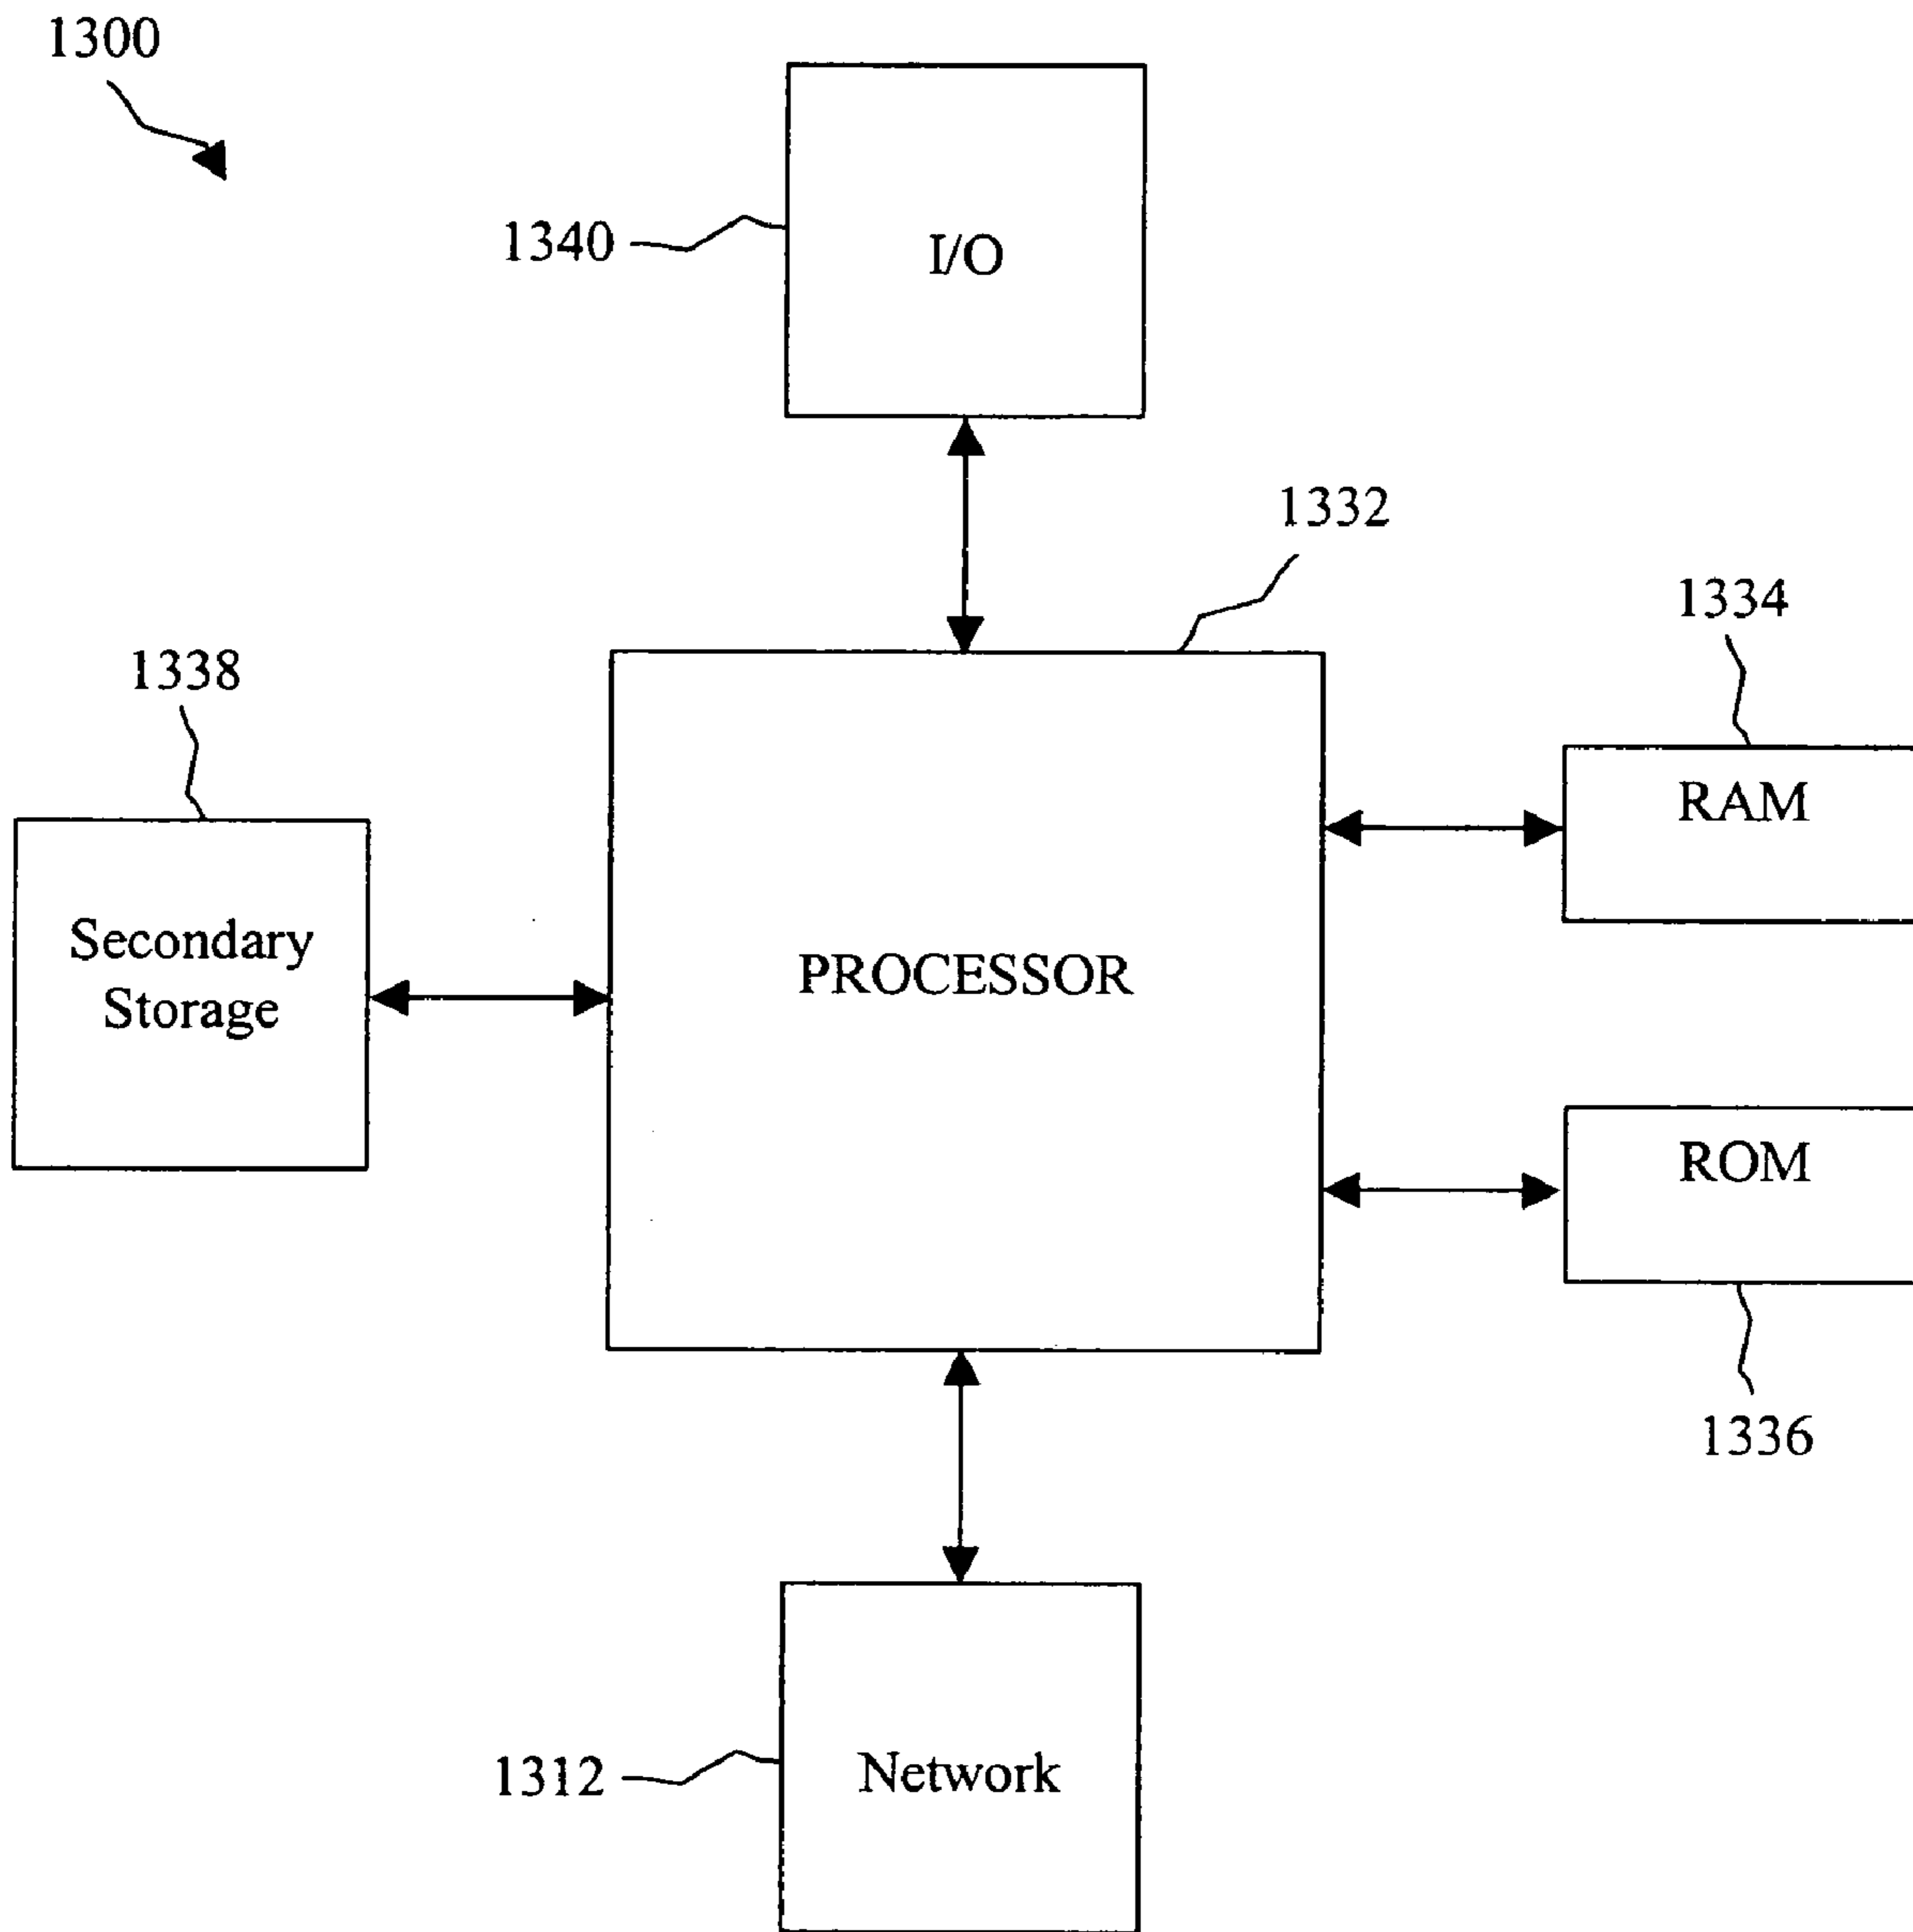 1300
1340
I/O
1332
1334
1338
RAM
Secondary
Storage
PROCESSOR
ROM
1336
1312
Network